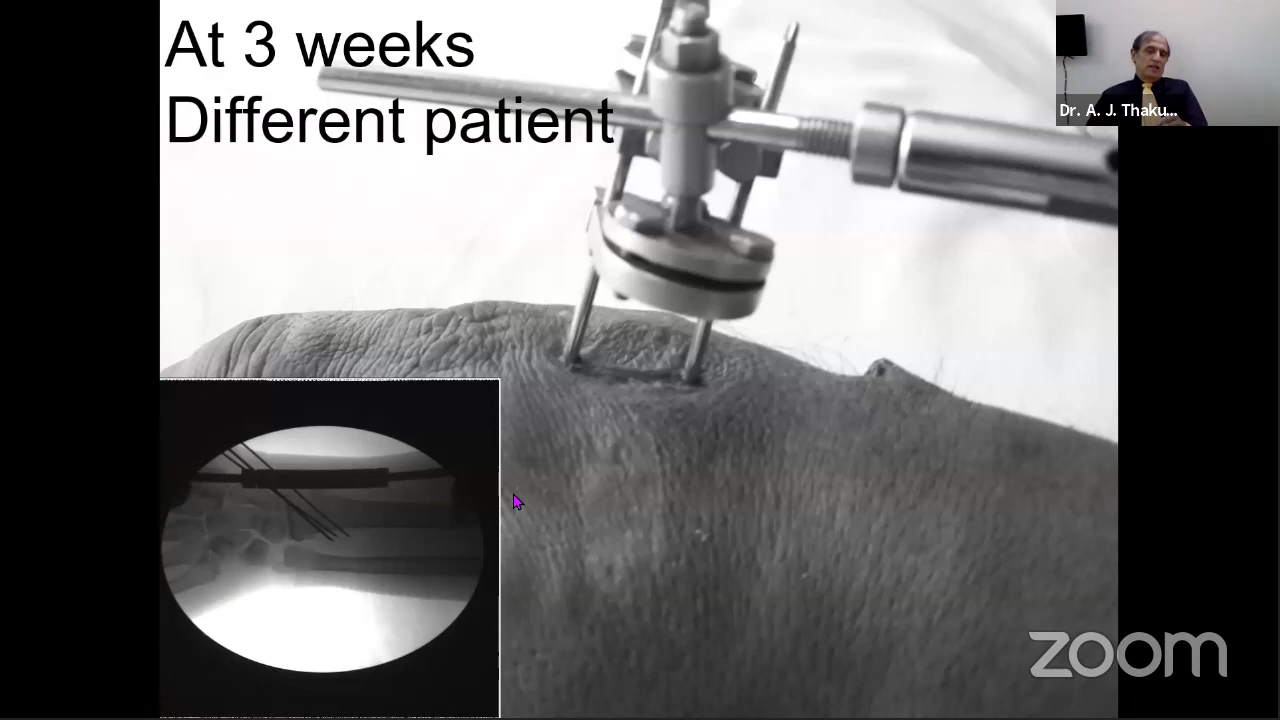 At 3 weeks
Different patient
Dr. A. J. Thaku...
zoom